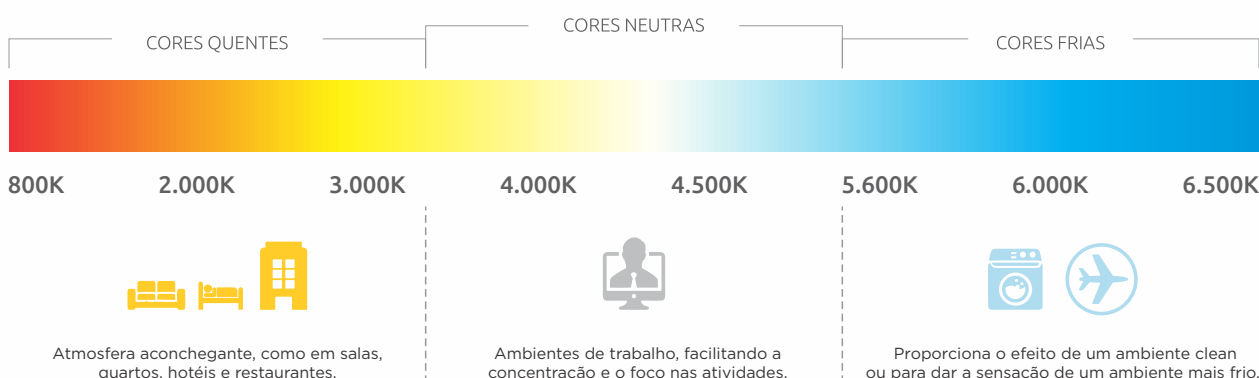 CORES QUENTES
CORES NEUTRAS
CORES FRIAS
800K 2.000K 3.000K 4.000K 4.500K 5.600K 6.000K 6.500K
Atmosfera aconchegante, como em salas,
quartos, hotéis e restaurantes.
Ambientes de trabalho, facilitando a
concentração e o foco nas atividades.
Proporciona o efeito de um ambiente clean
ou para dar a sensação de um ambiente mais frio.